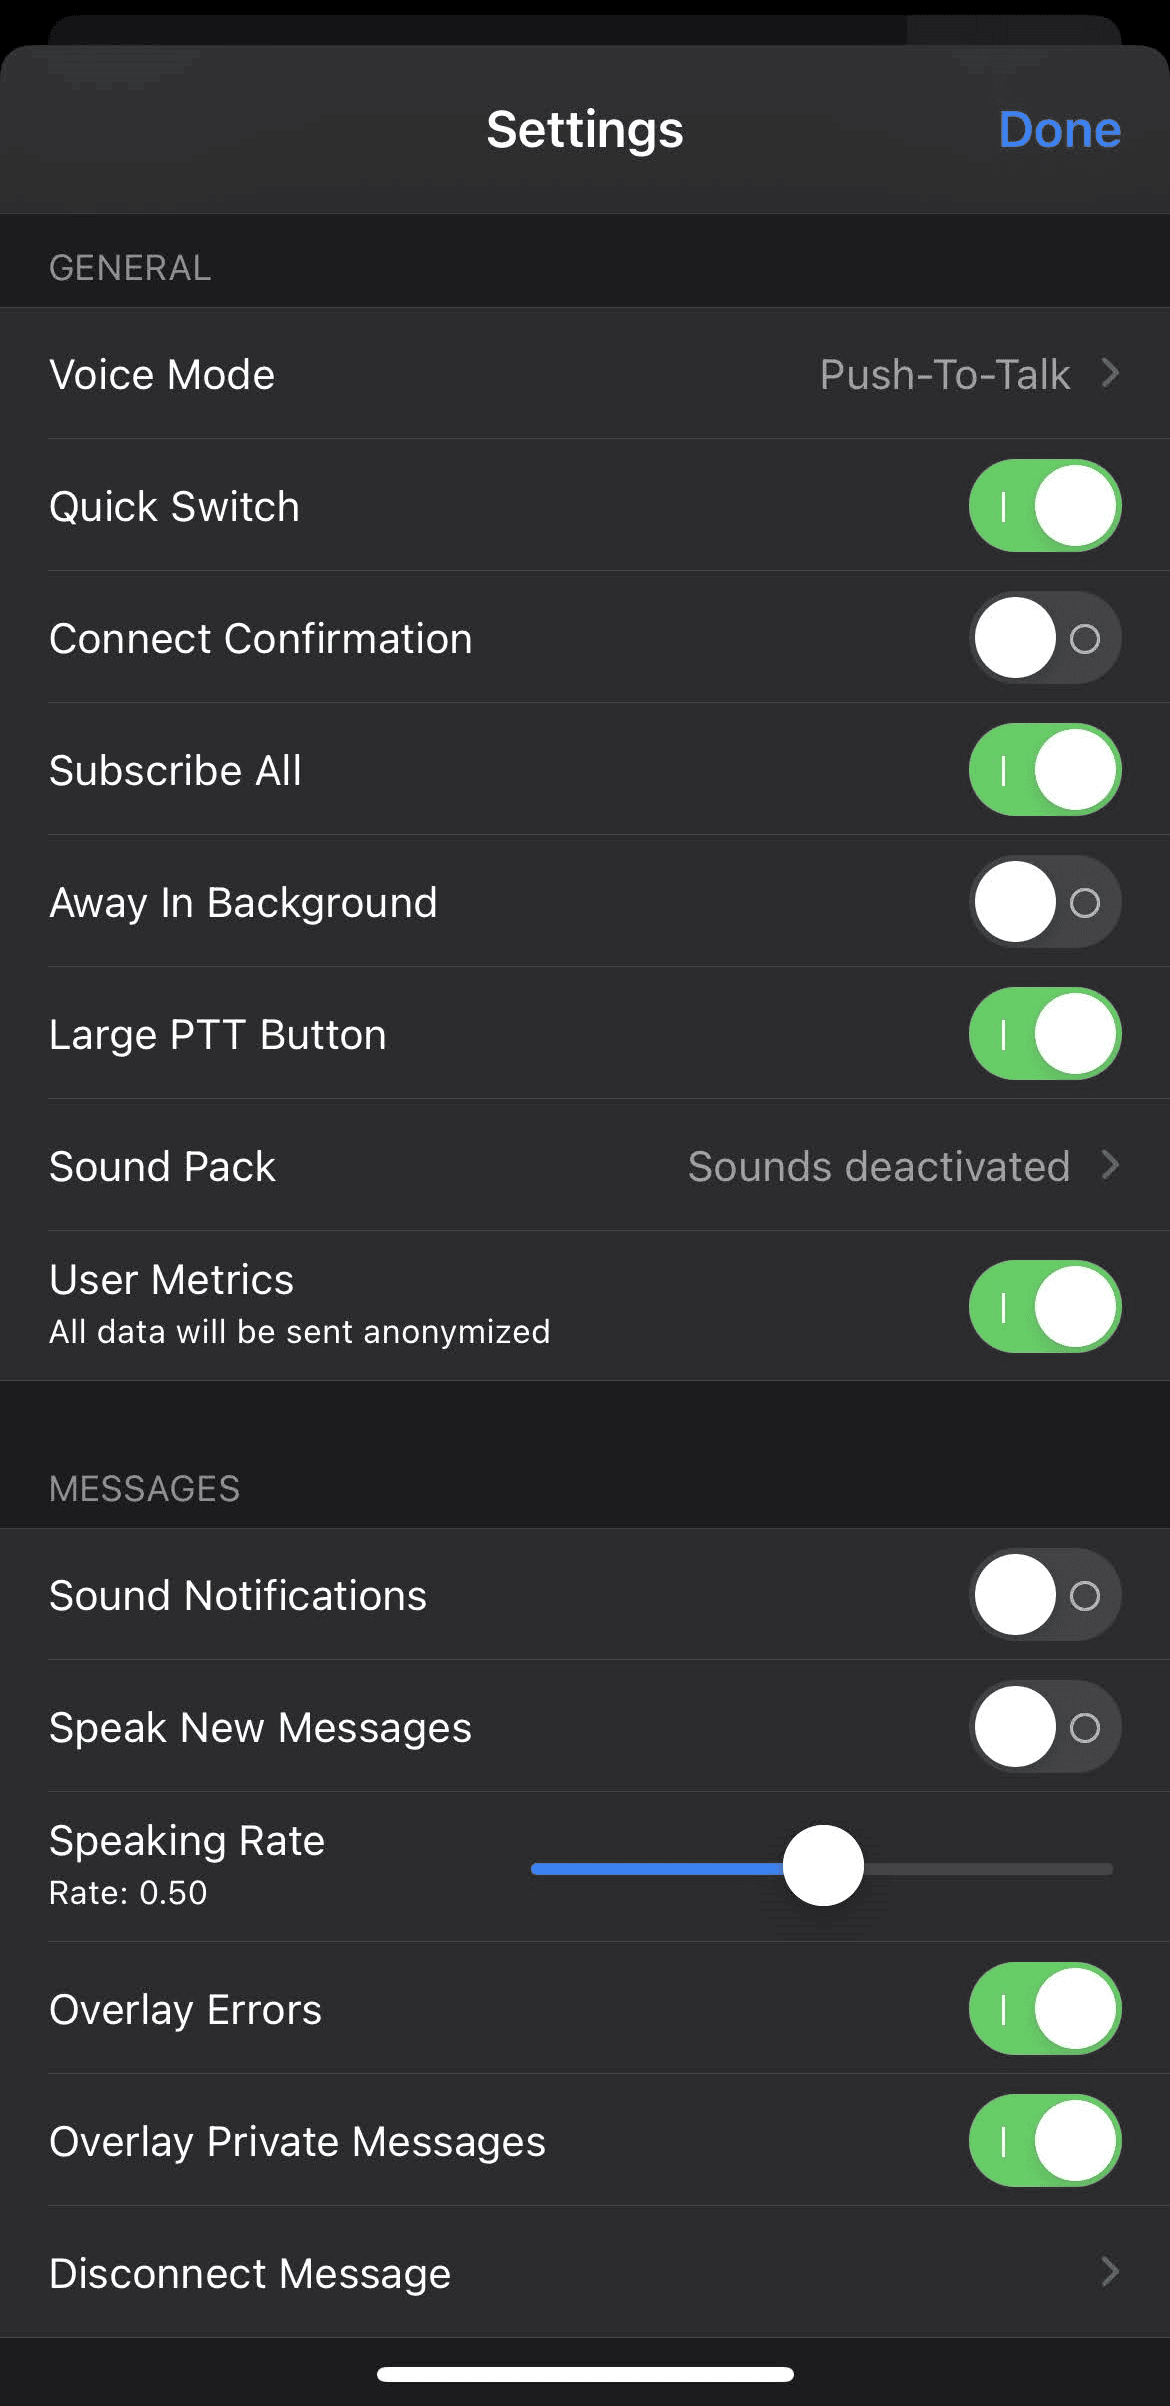 Settings
Done
GENERAL
Voice Mode
Push-To-Talk
Quick Switch
Connect Confirmation
Subscribe All
Away In Background
Large PTT Button
Sound Pack
Sounds deactivated
User Metrics
All data will be sent anonymized
MESSAGES
Sound Notifications
Speak New Messages
Speaking Rate
Rate: 0.50
Overlay Errors
Overlay Private Messages
Disconnect Message